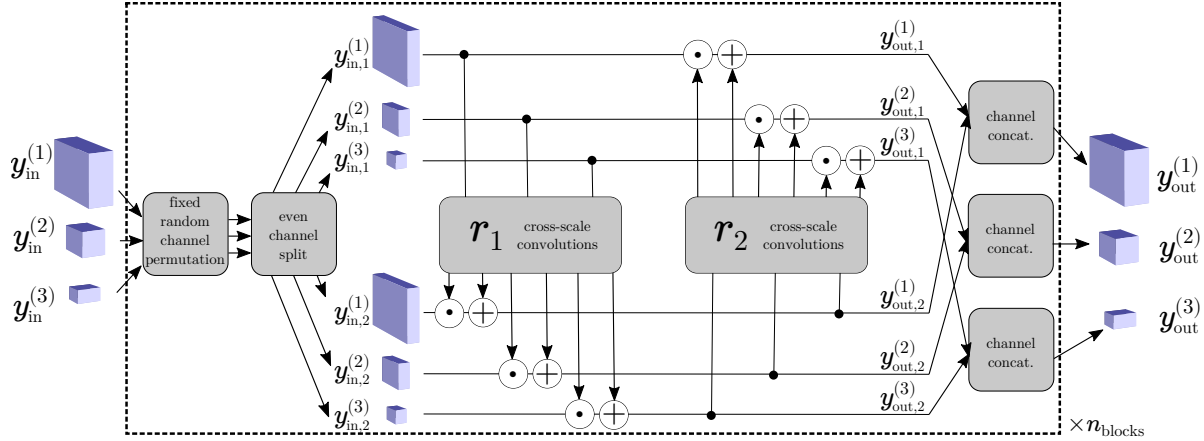 y_in^(1)
y_in^(2)
y_in^(3)
fixed
random
channel
permutation
even
channel
split
y_in,1^(1)
y_in,1^(2)
y_in,1^(3)
y_in,2^(1)
y_in,2^(2)
y_in,2^(3)
r_1 cross-scale
convolutions
r_2 cross-scale
convolutions
y_out,1^(1)
y_out,1^(2)
y_out,1^(3)
y_out,2^(1)
y_out,2^(2)
y_out,2^(3)
channel
concat.
channel
concat.
channel
concat.
y_out^(1)
y_out^(2)
y_out^(3)
×n_blocks